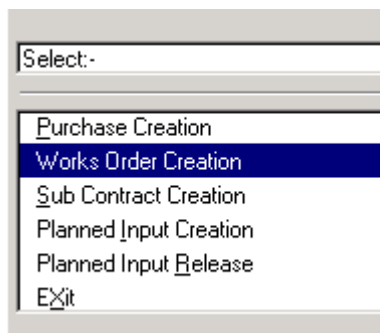 Select:-
Purchase Creation
Works Order Creation
Sub Contract Creation
Planned Input Creation
Planned Input Release
EXit